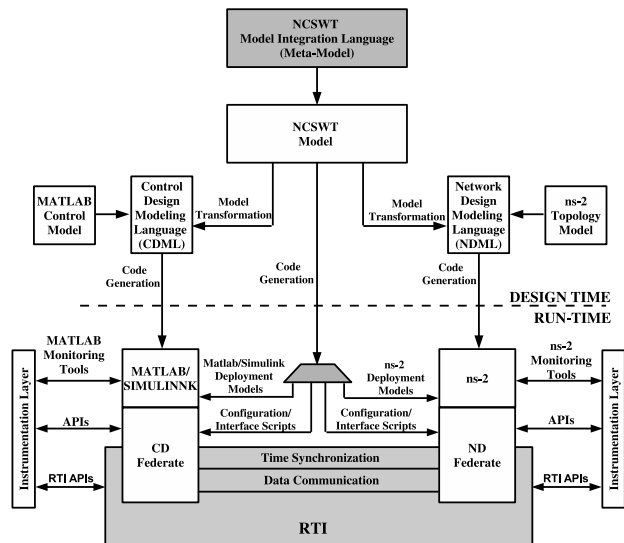 NCSWT
Model Integration Language
(Meta-Model)
NCSWT
Model
MATLAB
Control
Model
Control
Design
Modeling
Language
(CDML)
Model
Transformation
Model
Transformation
Network
Design
Modeling
Language
(NDML)
ns-2
Topology
Model
Code
Generation
Code
Generation
Code
Generation
DESIGN TIME
RUN-TIME
Instrumentation Layer
MATLAB
Monitoring
Tools
MATLAB/
SIMULINNK
Matlab/Simulink
Deployment
Models
ns-2
Deployment
Models
ns-2
ns-2
Monitoring
Tools
Instrumentation Layer
APIs
CD
Federate
Configuration/
Interface Scripts
Configuration/
Interface Scripts
ND
Federate
APIs
Time Synchronization
Data Communication
RTI APIs
RTI APIs
RTI